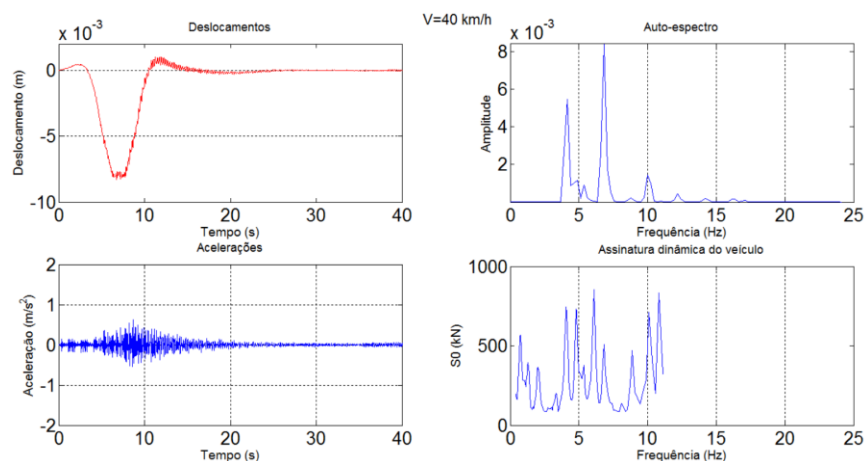 V=40 km/h
Deslocamentos
x 10-3
0
-5
-10
0 10 20 30 40
Deslocamento (m)
Tempo (s)
Auto-espectro
x 10-3
8
6
4
2
0 5 10 15 20 25
Amplitude
Frequência (Hz)
Acelerações
2
1
0
-1
-2
0 10 20 30 40
Aceleração (m/s2)
Tempo (s)
Assinatura dinâmica do veículo
1000
500
0
0 5 10 15 20 25
S0 (kN)
Frequência (Hz)